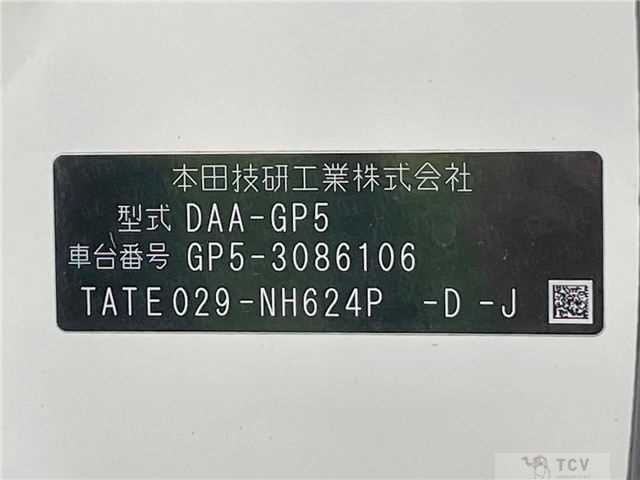 本田技研工業株式会社
型式 DAA-GP5
車台番号 GP5-3086106
TATE029-NH624P -D -J
TCV